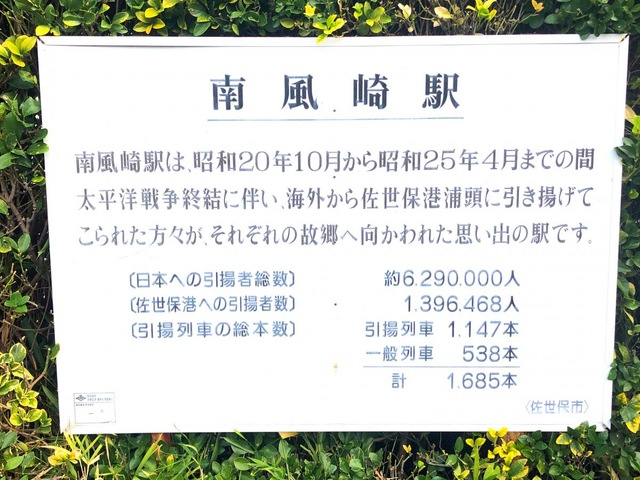 南風崎駅
南風崎駅は、昭和20年10月から昭和25年4月までの間
太平洋戦争終結に伴い、海外から佐世保港浦頭に引き揚げて
こられた方々が、それぞれの故郷へ向かわれた思い出の駅です。
〔日本への引揚者総数〕 約6.290.000人
〔佐世保港への引揚者数〕 1.396.468人
〔引揚列車の総本数〕 引揚列車 1.147本
一般列車 538本
計 1.685本
〈佐世保市〉